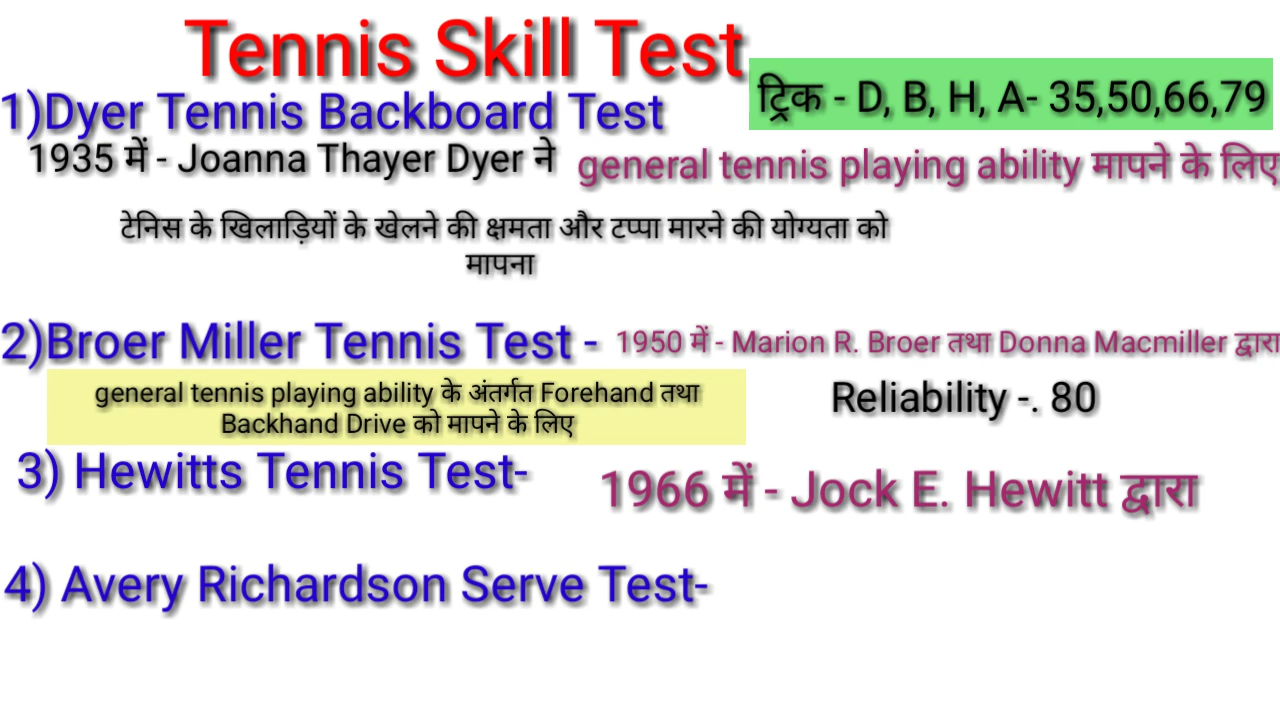 Tennis Skill Test
ट्रिक - D, B, H, A- 35,50,66,79
1)Dyer Tennis Backboard Test
1935 में - Joanna Thayer Dyer ने
general tennis playing ability मापने के लिए
टेनिस के खिलाड़ियों के खेलने की क्षमता और टप्पा मारने की योग्यता को
मापना
2)Broer Miller Tennis Test -
1950 में - Marion R. Broer तथा Donna Macmiller द्वारा
general tennis playing ability के अंतर्गत Forehand तथा
Backhand Drive को मापने के लिए
Reliability -. 80
3) Hewitts Tennis Test-
1966 में - Jock E. Hewitt द्वारा
4) Avery Richardson Serve Test-